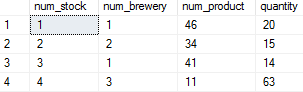 num_stock num_brewery num_product quantity
1 1 1 46 20
2 2 2 34 15
3 3 1 41 14
4 4 3 11 63